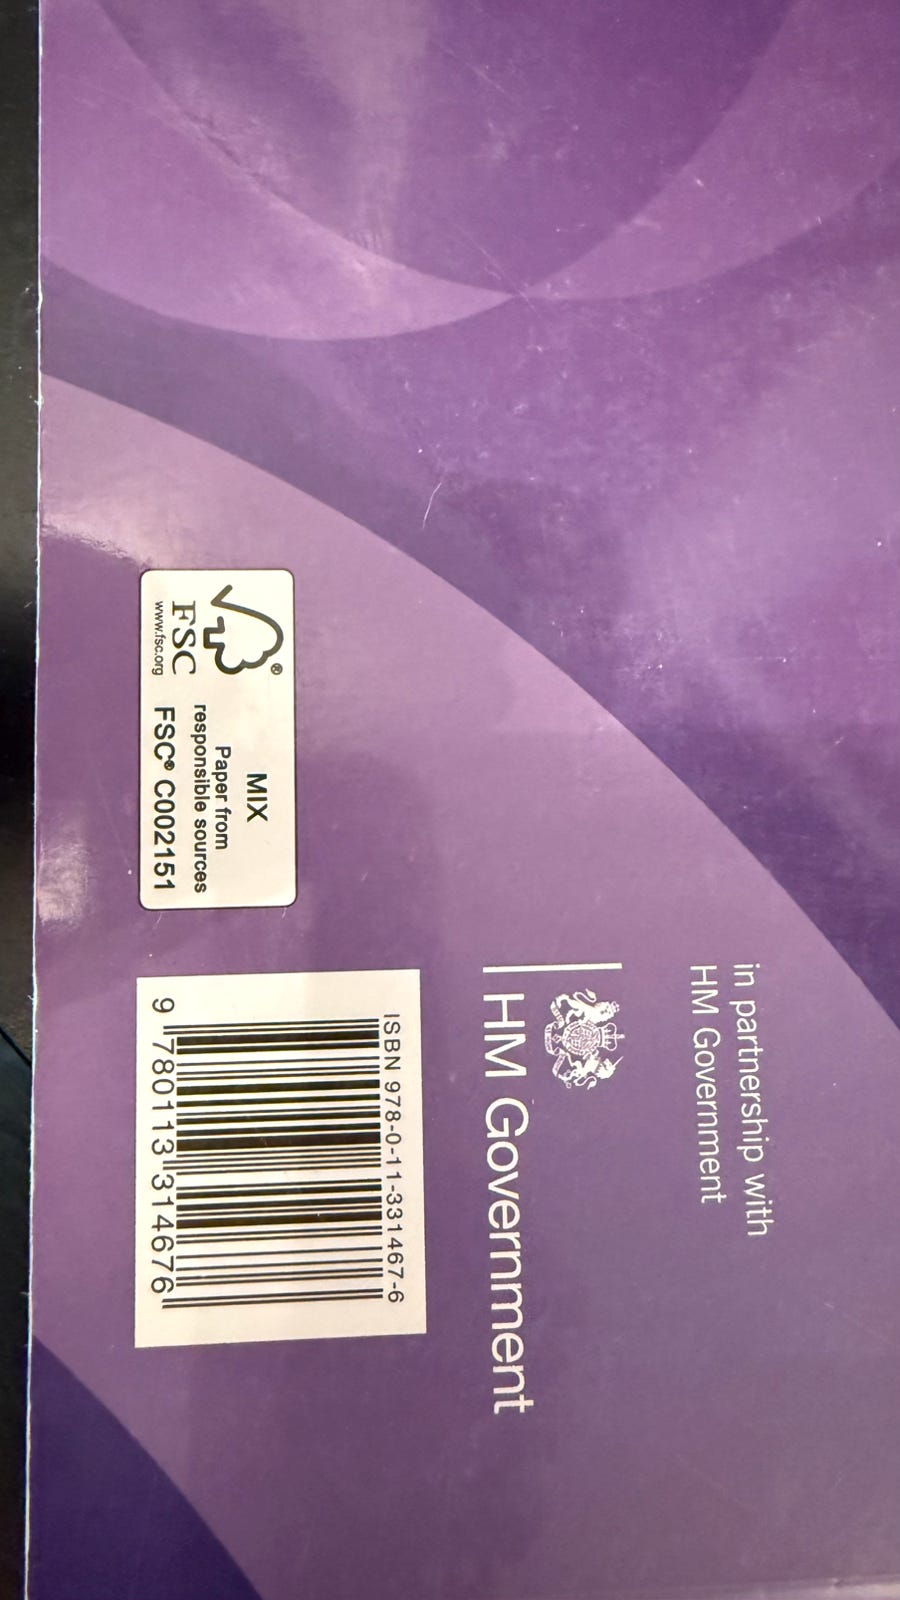 in partnership with
HM Government
HM Government
®
FSC
www.fsc.org
MIX
Paper from
responsible sources
FSC® C002151
ISBN 978-0-11-331467-6
9 780113 314676